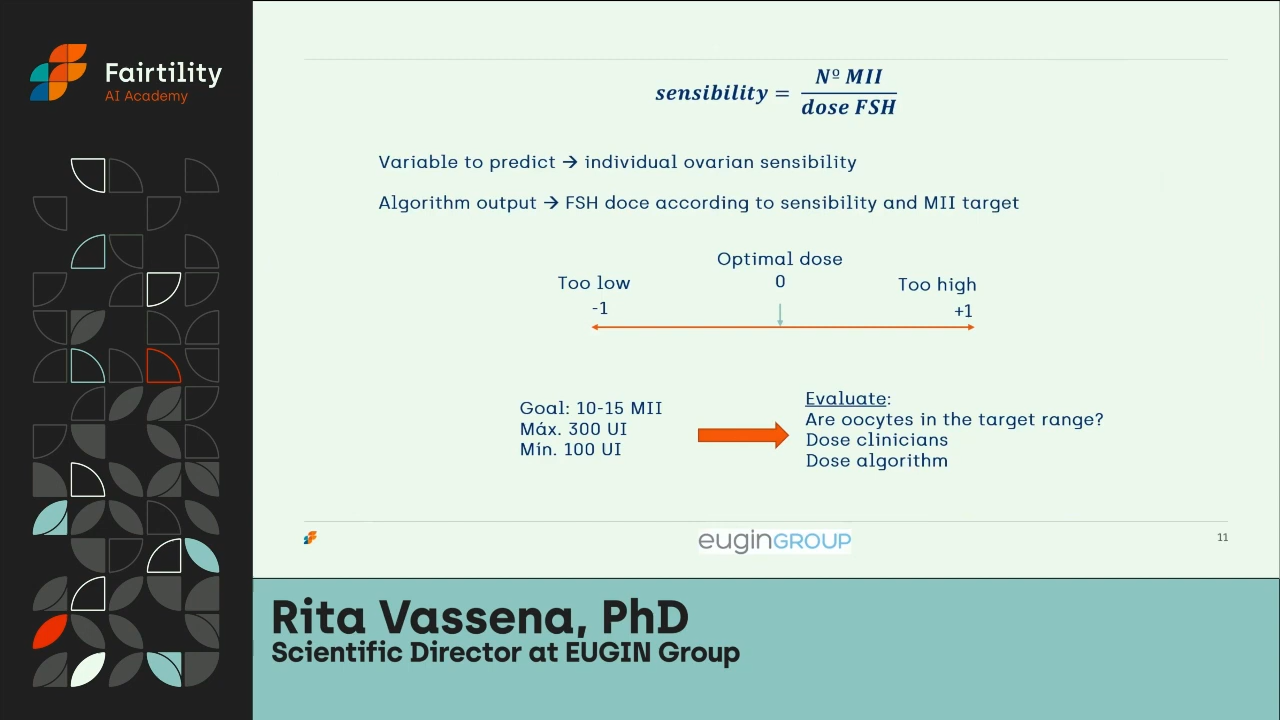 Fairtility
AI Academy
sensibility = Nº MII / dose FSH
Variable to predict → individual ovarian sensibility
Algorithm output → FSH doce according to sensibility and MII target
Optimal dose
0
Too low
-1
Too high
+1
Goal: 10-15 MII
Máx. 300 UI
Mín. 100 UI
Evaluate:
Are oocytes in the target range?
Dose clinicians
Dose algorithm
euginGROUP
11
Rita Vassena, PhD
Scientific Director at EUGIN Group